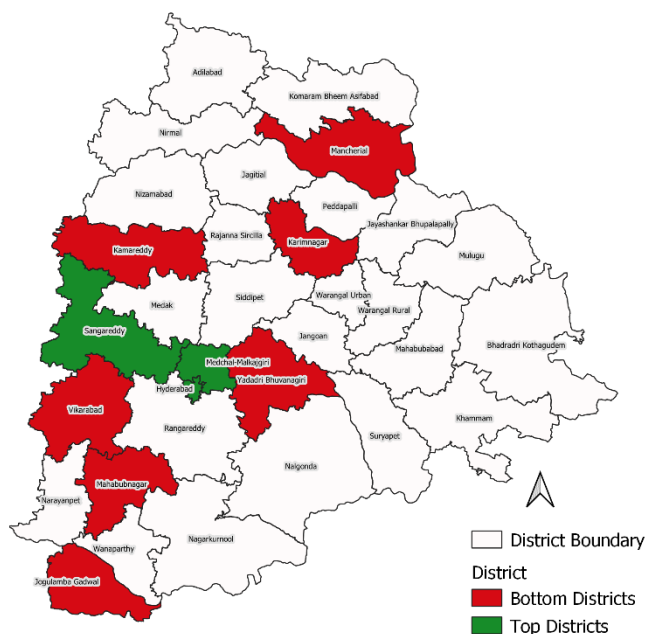 Adilabad
Komaram Bheem Asifabad
Nirmal
Mancherial
Jagitial
Nizamabad
Peddapalli
Jayashankar Bhupalapally
Rajanna Sircilla
Kamareddy
Karimnagar
Mulugu
Medak
Siddipet
Warangal Urban
Warangal Rural
Sangareddy
Jangoan
Mahabubabad
Bhadradri Kothagudem
Medchal-Malkajgiri
Yadadri Bhuvanagiri
Hyderabad
Vikarabad
Khammam
Rangareddy
Suryapet
Nalgonda
Mahabubnagar
Narayanpet
Nagarkurnool
Wanaparthy
Jogulamba Gadwal
District Boundary
District
Bottom Districts
Top Districts